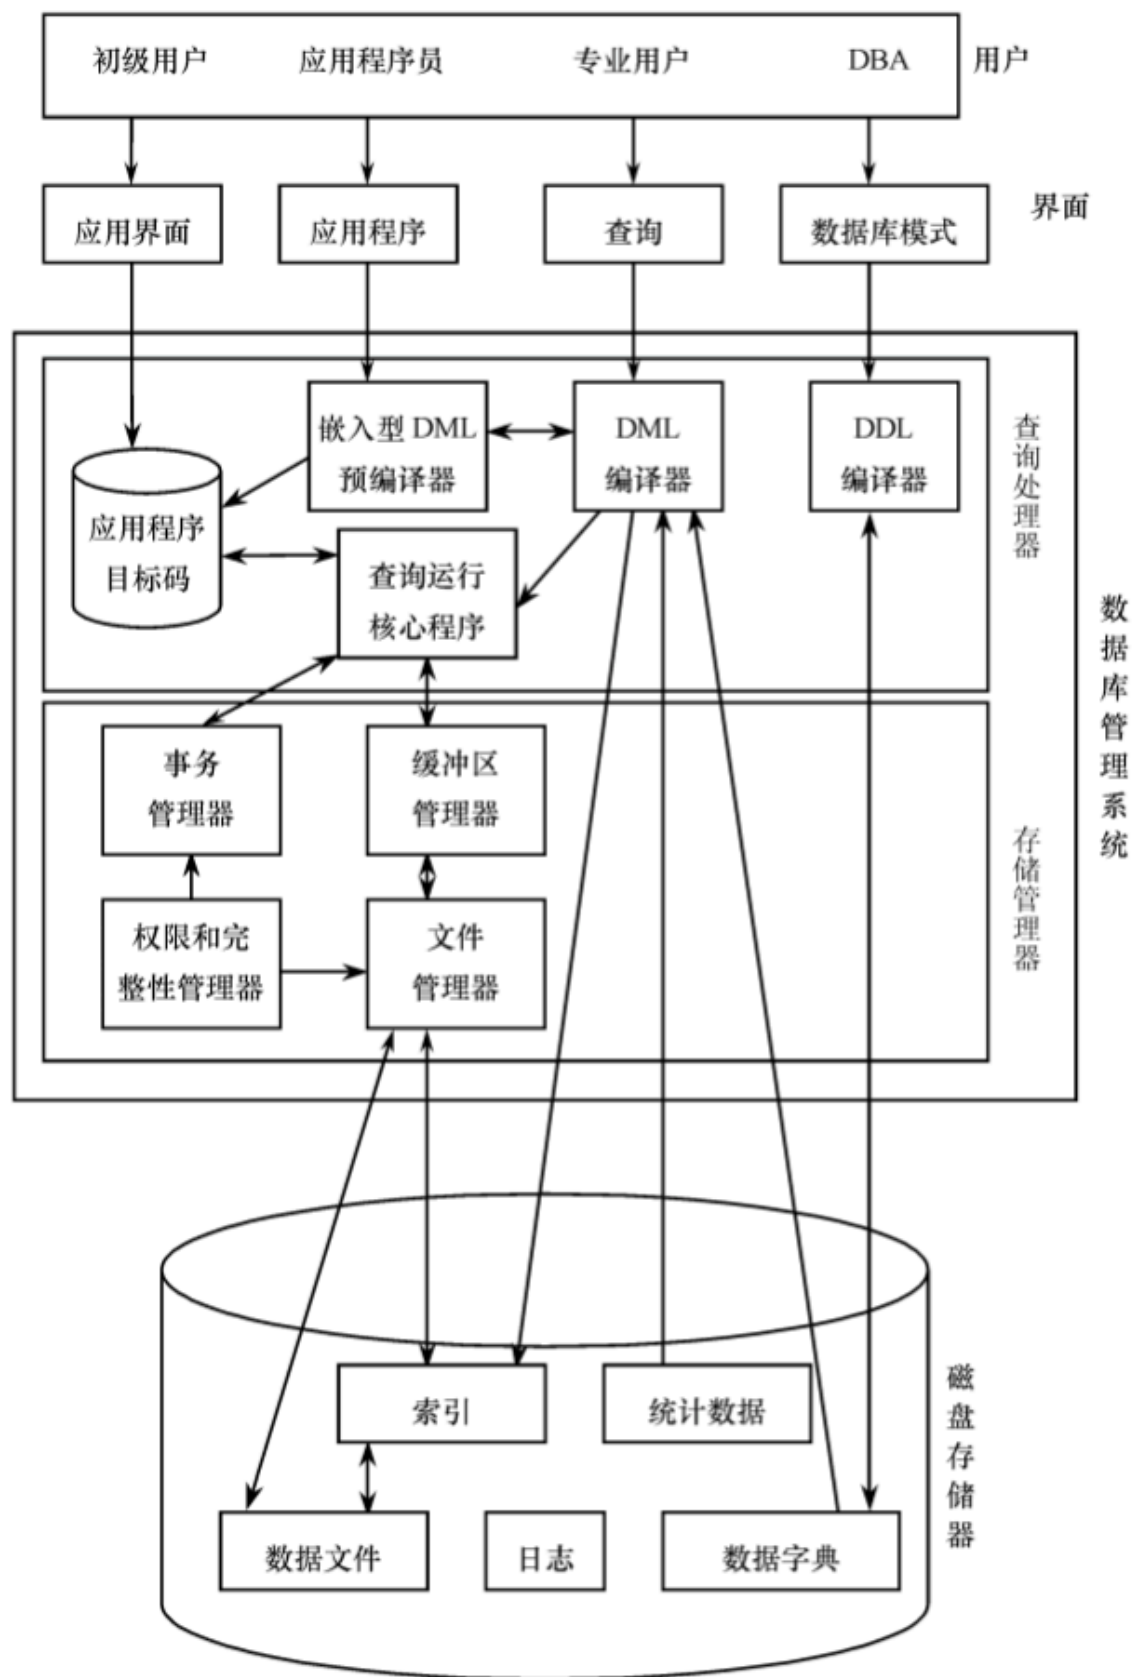 初级用户
应用程序员
专业用户
DBA
用户
应用界面
应用程序
查询
数据库模式
界面
嵌入型 DML
预编译器
DML
编译器
DDL
编译器
查询处理器
应用程序
目标码
查询运行
核心程序
数据库管理系统
事务
管理器
缓冲区
管理器
存储管理器
权限和完
整性管理器
文件
管理器
索引
统计数据
磁盘存储器
数据文件
日志
数据字典